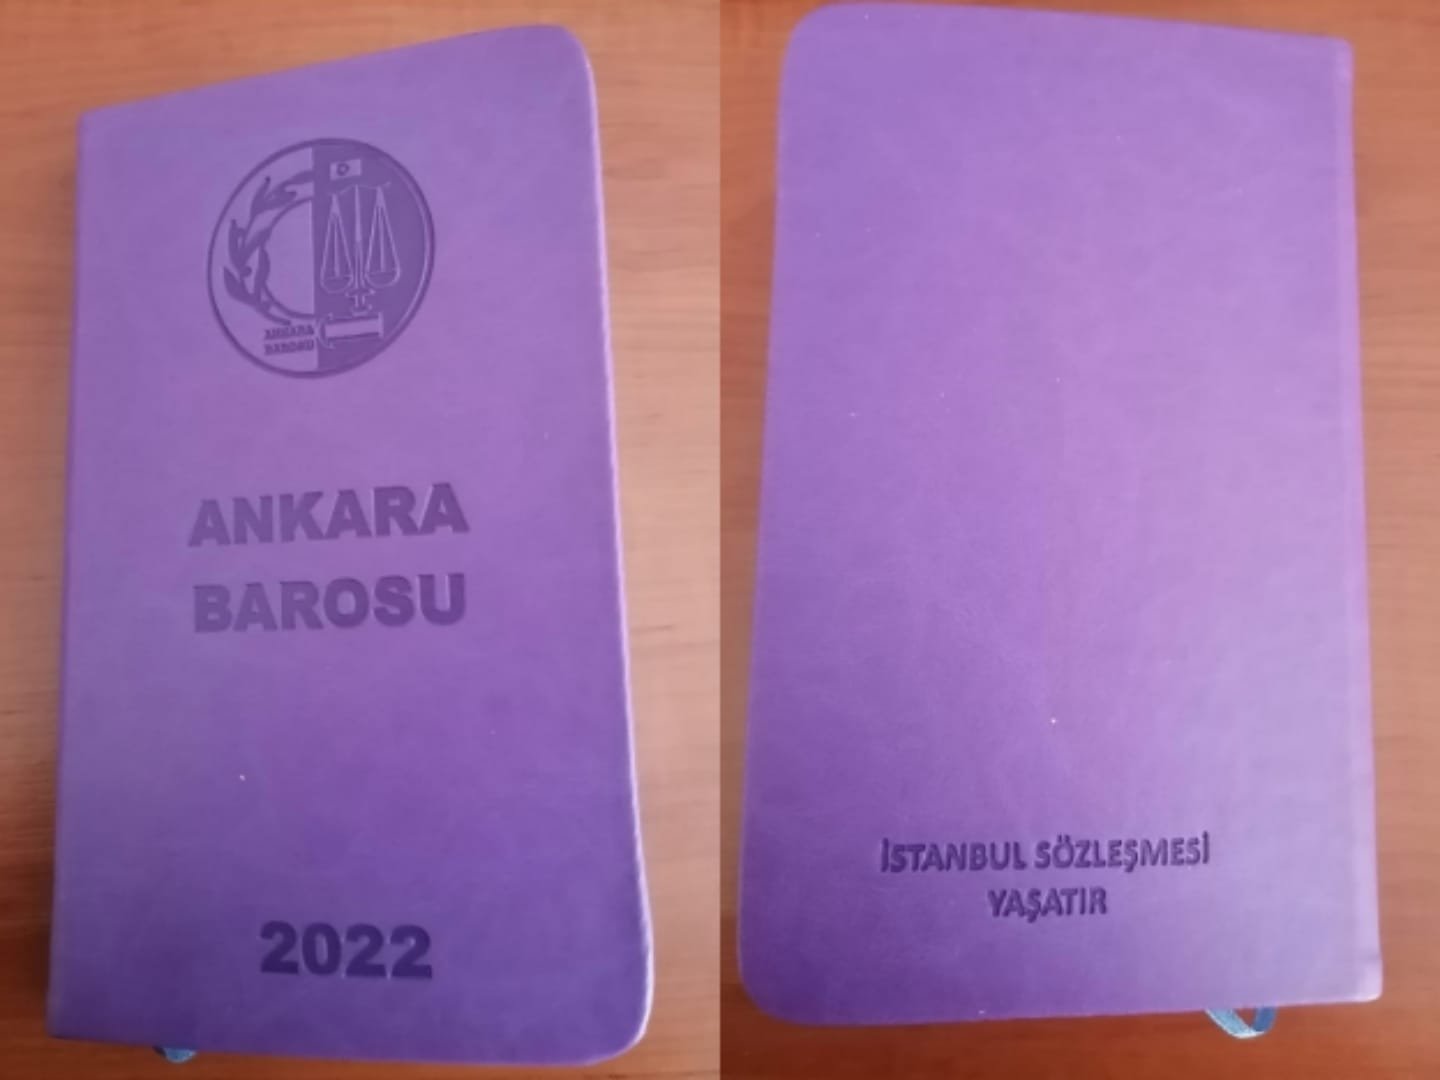 ANKARA
BAROSU
ANKARA
BAROSU
2022
İSTANBUL SÖZLEŞMESİ
YAŞATIR